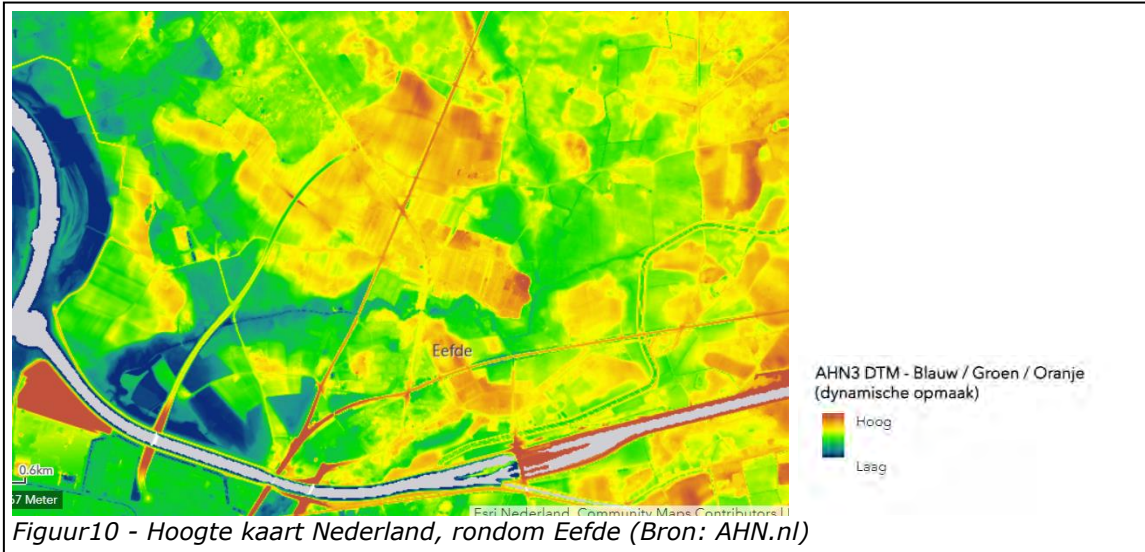 Eefde
0.6km
67 Meter
Esri Nederland, Community Maps Contributors
AHN3 DTM - Blauw / Groen / Oranje
(dynamische opmaak)
Hoog
Laag
Figuur10 - Hoogte kaart Nederland, rondom Eefde (Bron: AHN.nl)